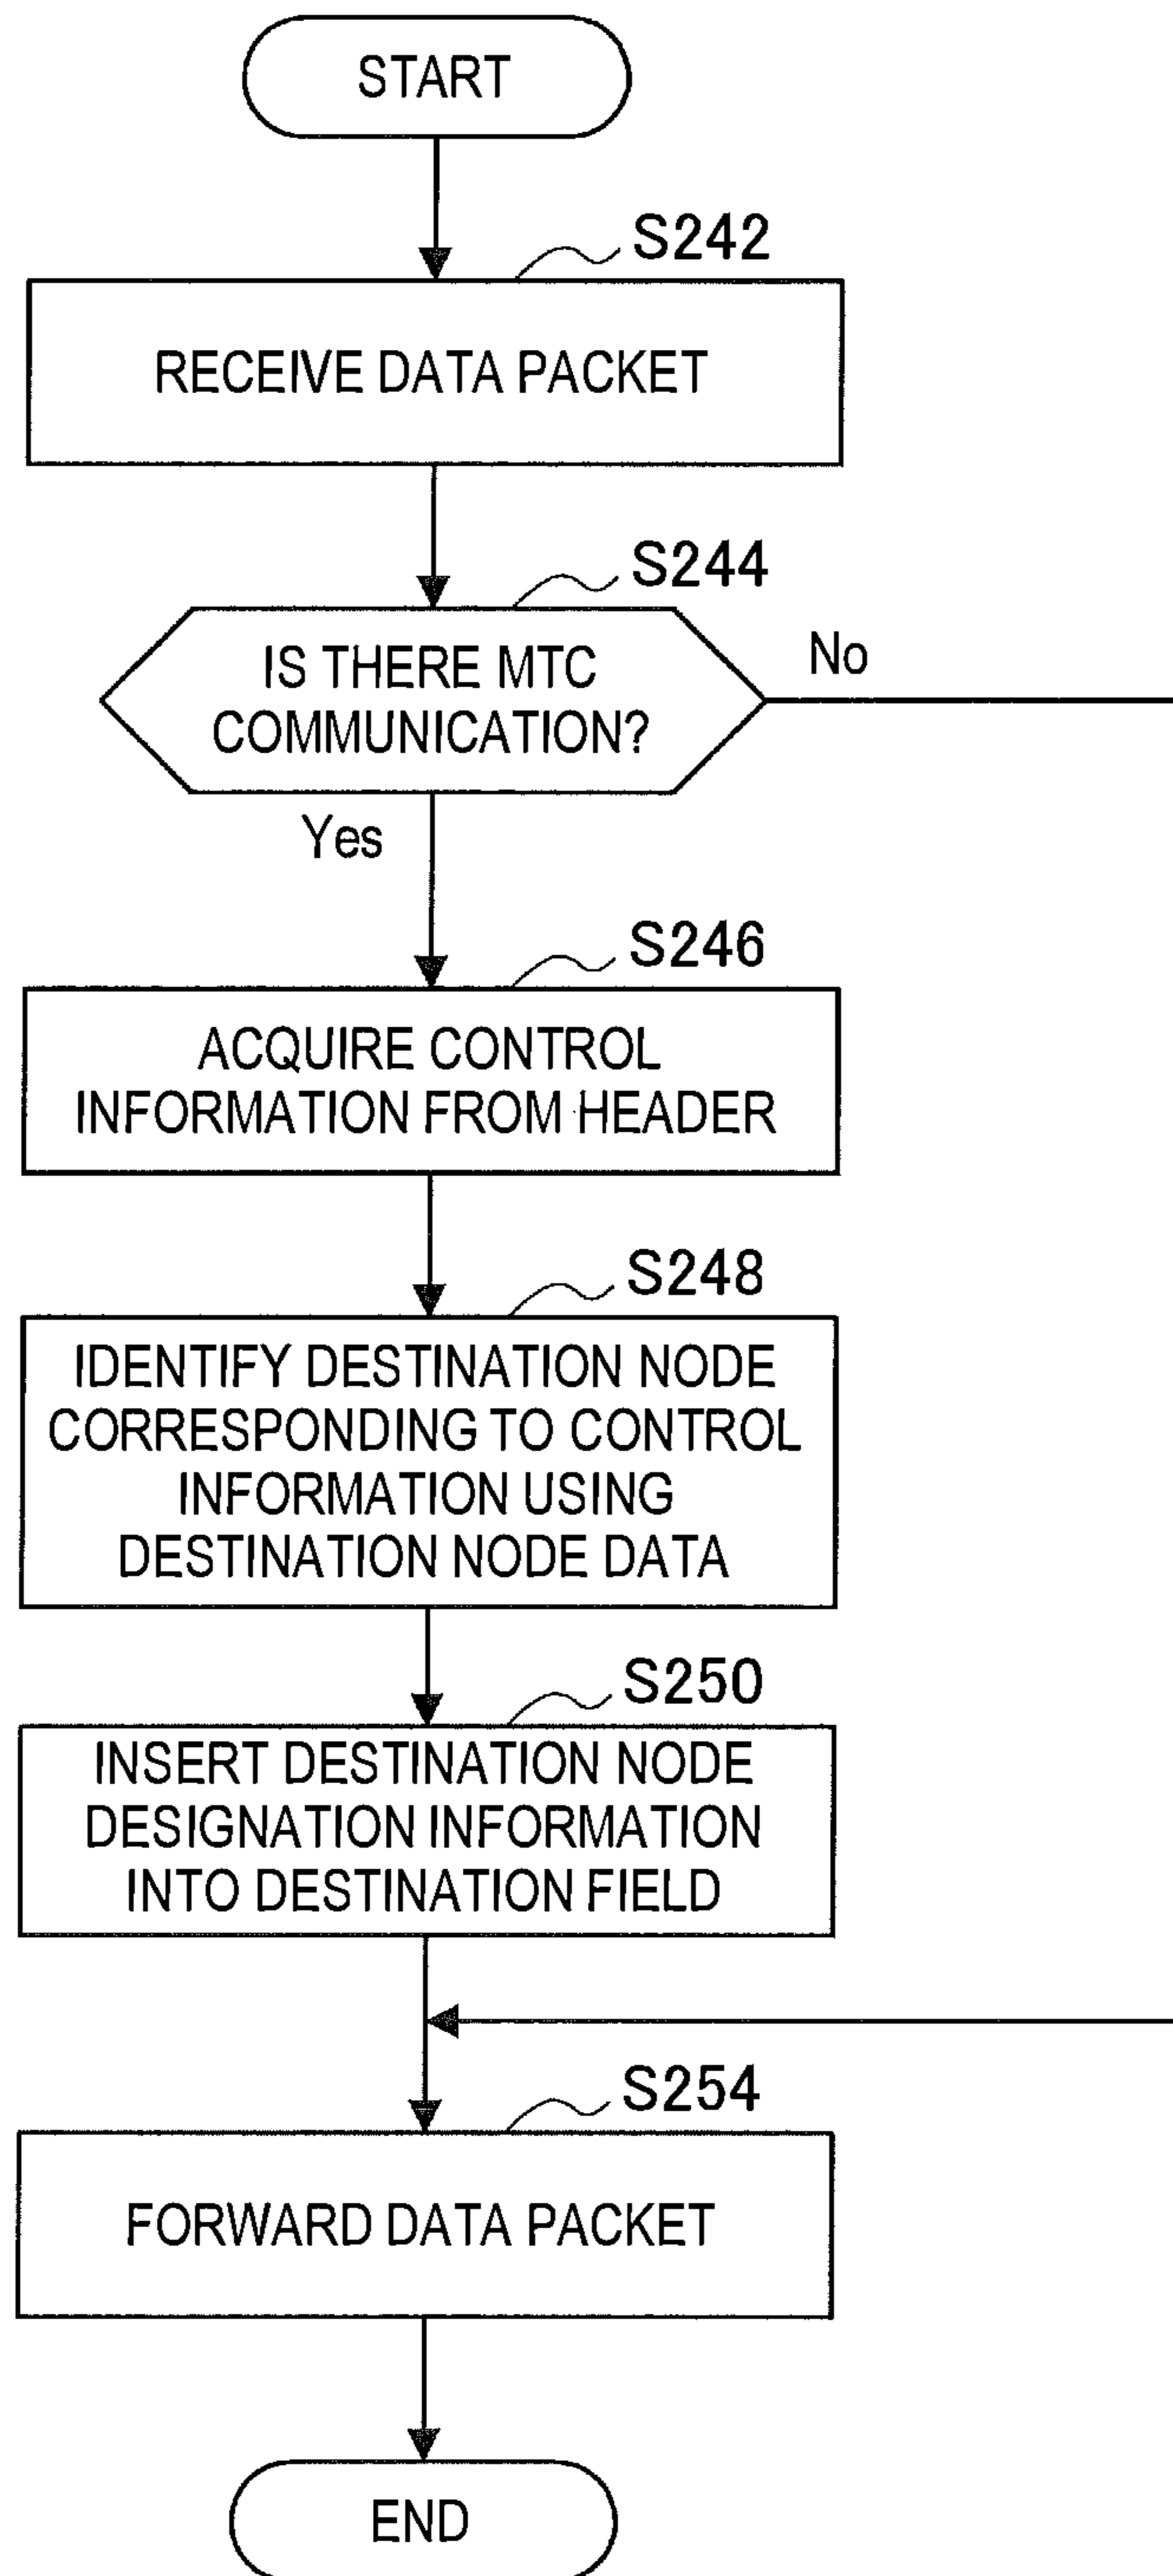 START
S242
RECEIVE DATA PACKET
S244
IS THERE MTC
COMMUNICATION?
No
Yes
S246
ACQUIRE CONTROL
INFORMATION FROM HEADER
S248
IDENTIFY DESTINATION NODE
CORRESPONDING TO CONTROL
INFORMATION USING
DESTINATION NODE DATA
S250
INSERT DESTINATION NODE
DESIGNATION INFORMATION
INTO DESTINATION FIELD
S254
FORWARD DATA PACKET
END